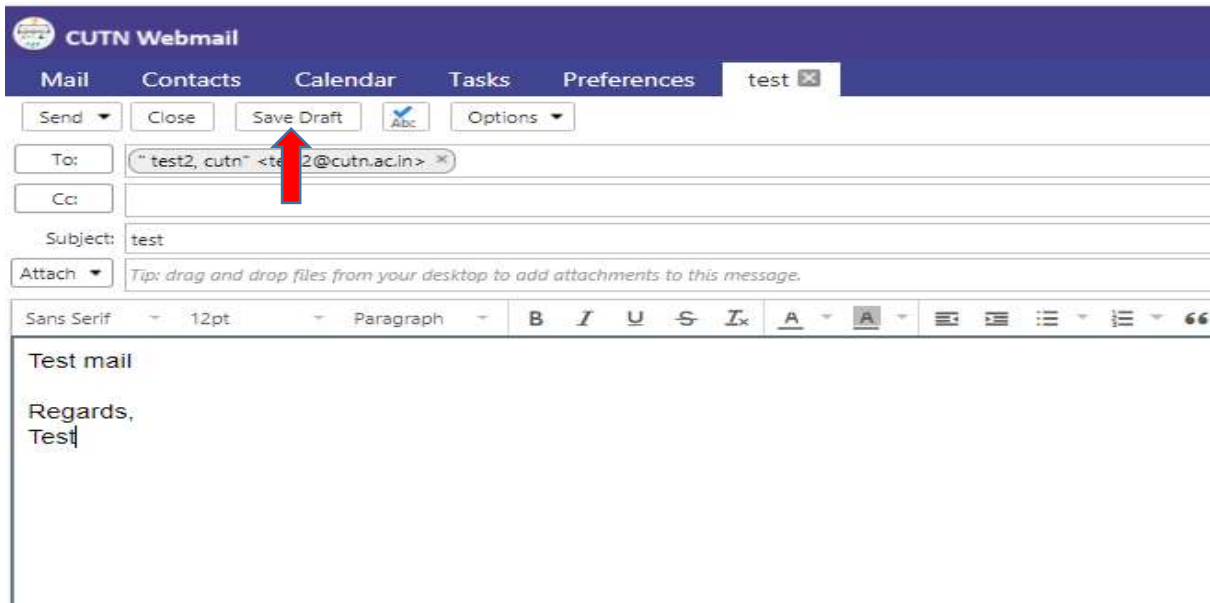 CUTN Webmail
Mail Contacts Calendar Tasks Preferences test
Send Close Save Draft Abc Options
To: " test2, cutn" <te 2@cutn.ac.in>
Cc:
Subject: test
Attach Tip: drag and drop files from your desktop to add attachments to this message.
Sans Serif 12pt Paragraph B I U S Tx A A 66
Test mail
Regards,
Test